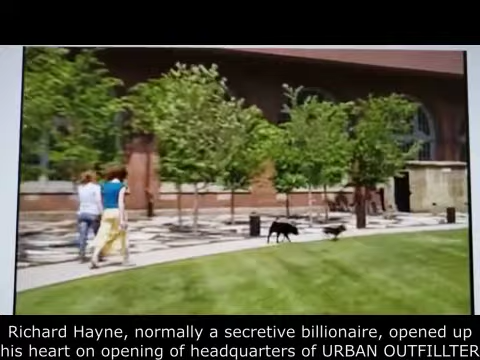 Richard Hayne, normally a secretive billionaire, opened up
his heart on opening of headquarters of URBAN OUTFILLTER